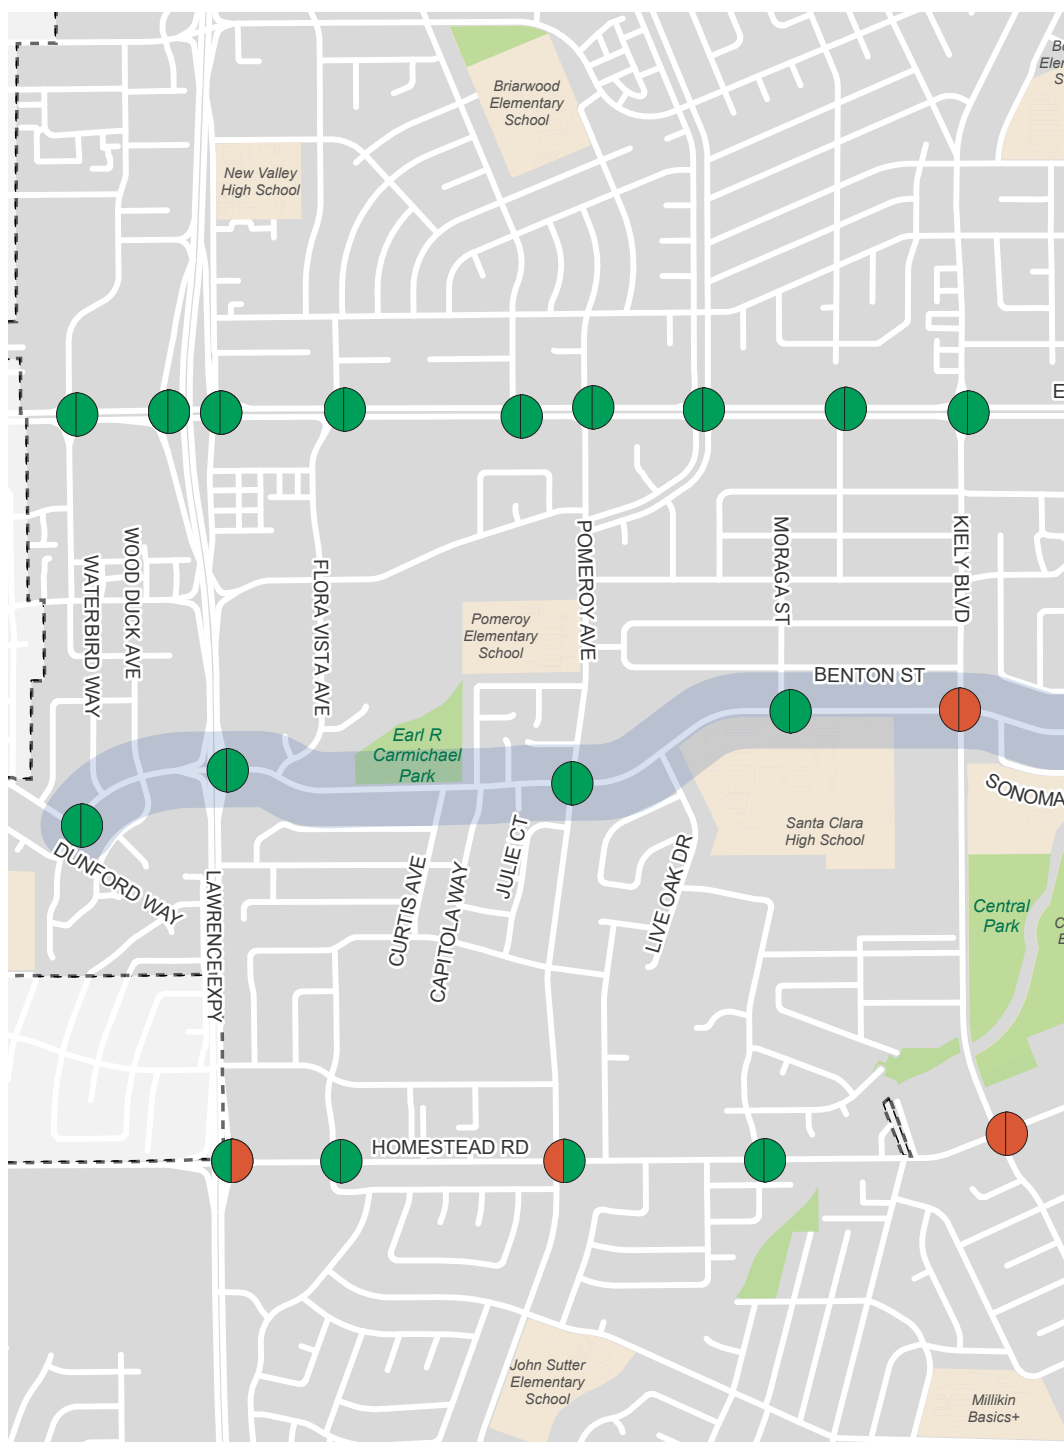 Briarwood
Elementary
School
New Valley
High School
E
WOOD DUCK AVE
WATERBIRD WAY
FLORA VISTA AVE
POMEROY AVE
MORAGA ST
KIELY BLVD
Pomeroy
Elementary
School
BENTON ST
Earl R
Carmichael
Park
SONOMA
Santa Clara
High School
DUNFORD WAY
LAWRENCE EXPY
CURTIS AVE
CAPITOLA WAY
JULIE CT
LIVE OAK DR
Central
Park
HOMESTEAD RD
John Sutter
Elementary
School
Millikin
Basics+